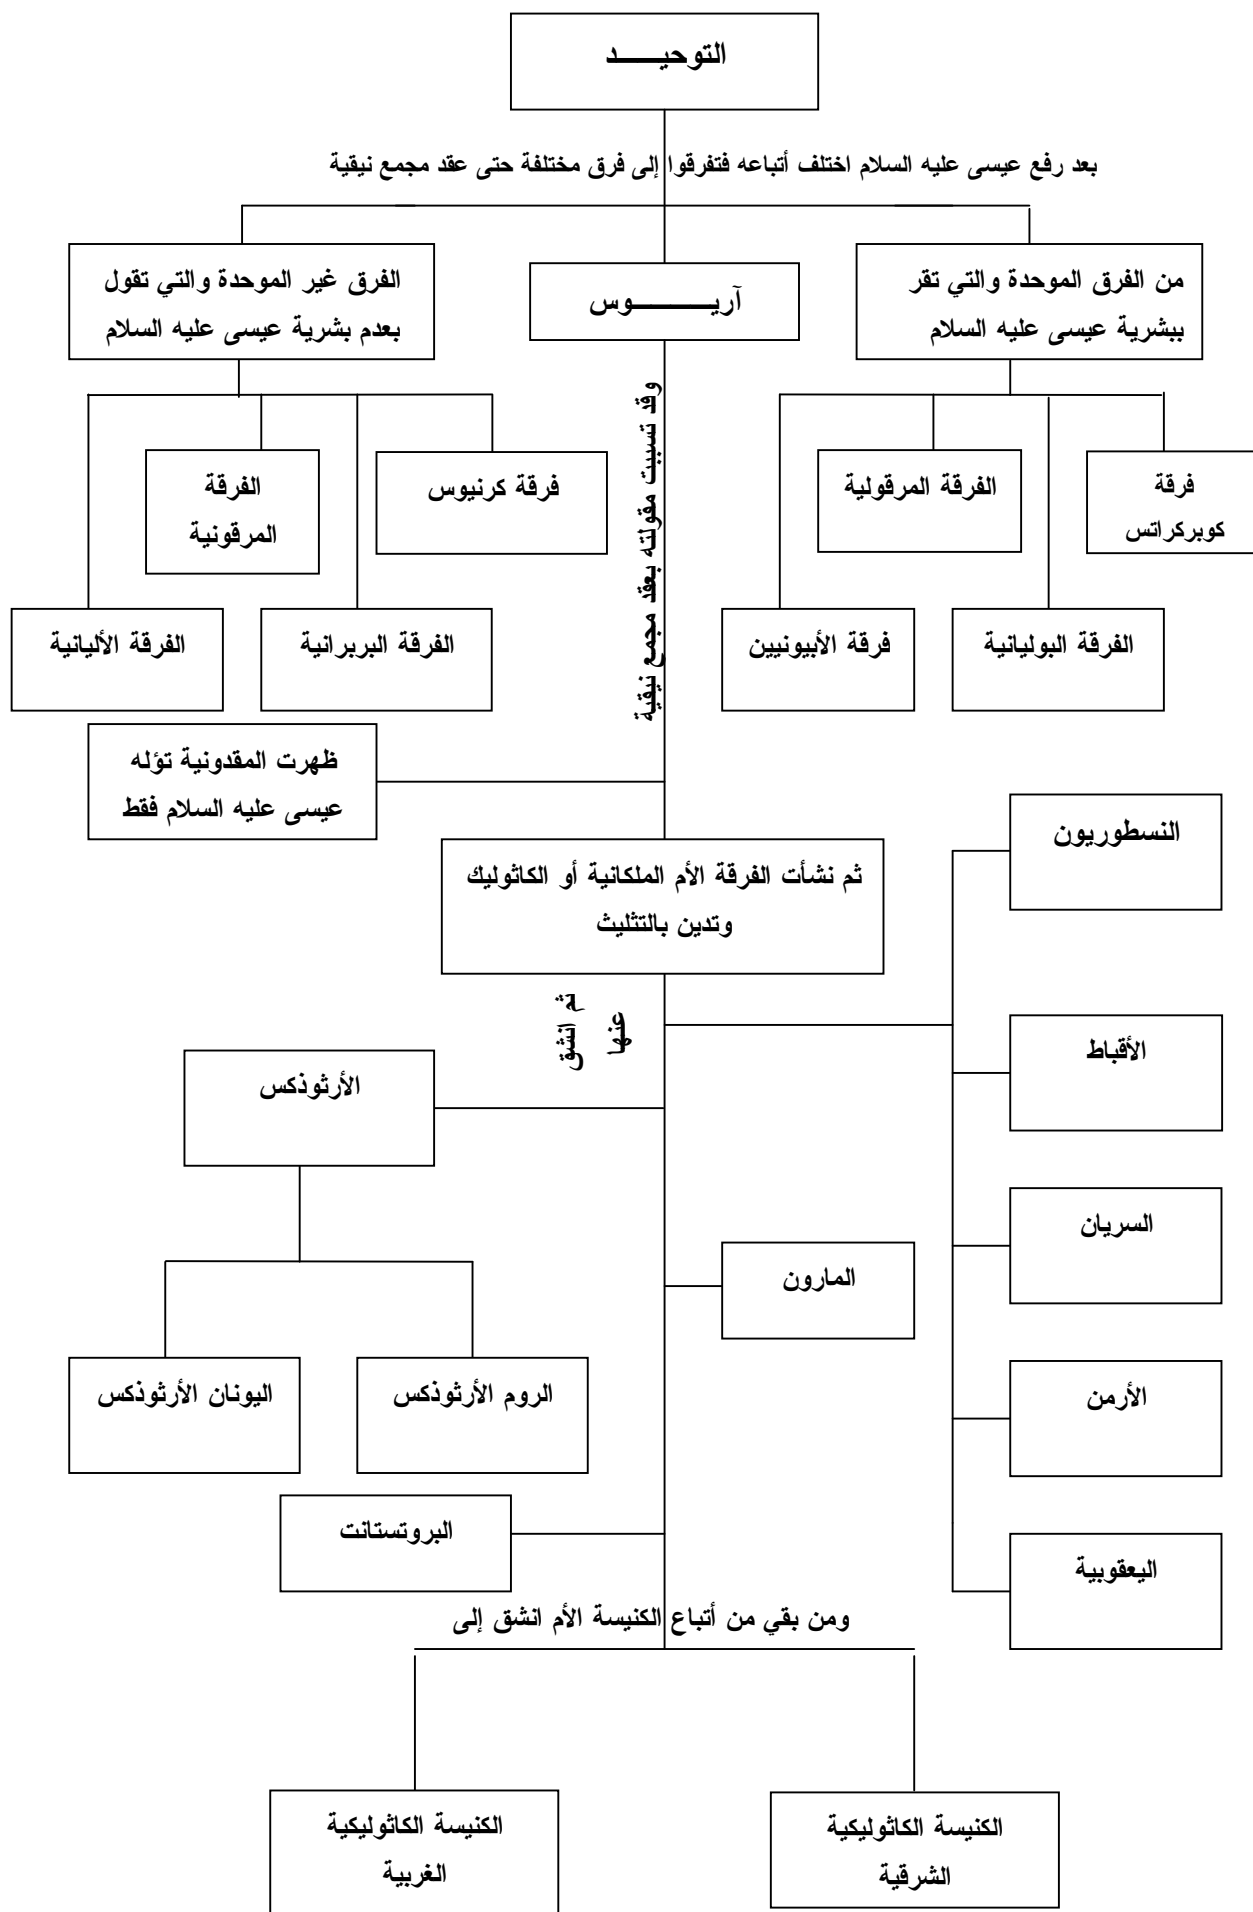 التوحيـــــد
بعد رفع عيسى عليه السلام اختلف أتباعه فتفرقوا إلى فرق مختلفة حتى عقد مجمع نيقية
من الفرق الموحدة والتي تقر
ببشرية عيسى عليه السلام
آريـــــــوس
الفرق غير الموحدة والتي تقول
بعدم بشرية عيسى عليه السلام
وقد تسببت مقولته بعقد مجمع نيقية
فرقة
كوبركراتس
الفرقة المرقولية
فرقة كرنيوس
الفرقة
المرقونية
الفرقة البوليانية
فرقة الأبيونيين
الفرقة البربرانية
الفرقة الأليانية
ظهرت المقدونية تؤله
عيسى عليه السلام فقط
ثم نشأت الفرقة الأم الملكانية أو الكاثوليك
وتدين بالتثليث
ثم انشق
عنها
النسطوريون
الأقباط
السريان
الأرمن
اليعقوبية
الأرثوذكس
المارون
الروم الأرثوذكس
اليونان الأرثوذكس
البروتستانت
ومن بقي من أتباع الكنيسة الأم انشق إلى
الكنيسة الكاثوليكية
الشرقية
الكنيسة الكاثوليكية
الغربية